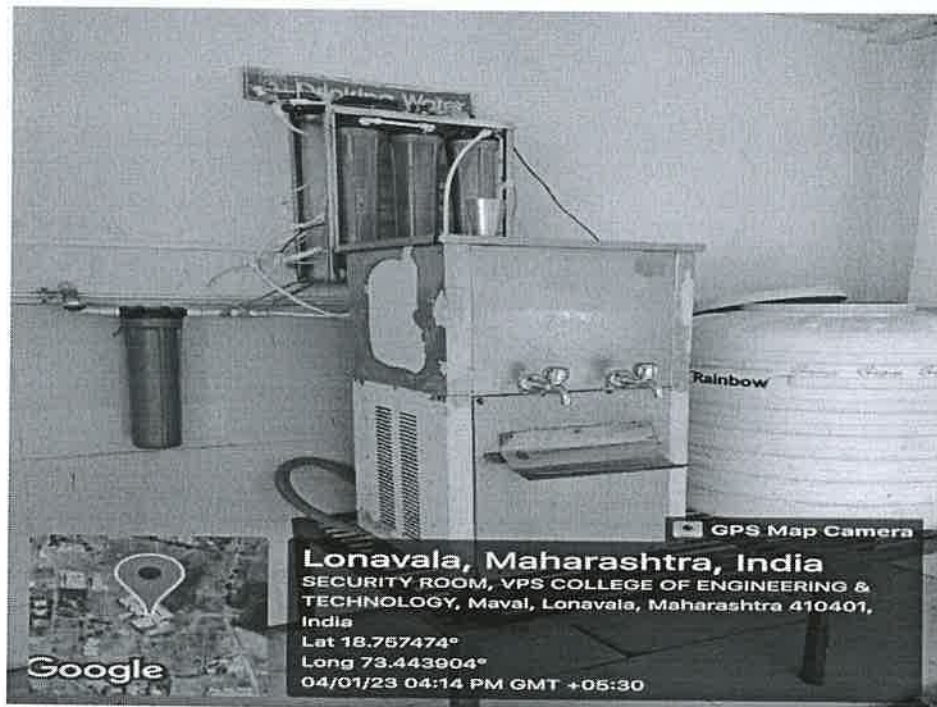 Drinking Water
Rainbow
GPS Map Camera
Lonavala, Maharashtra, India
SECURITY ROOM, VPS COLLEGE OF ENGINEERING &
TECHNOLOGY, Maval, Lonavala, Maharashtra 410401,
India
Lat 18.757474°
Long 73.443904°
04/01/23 04:14 PM GMT +05:30
Google